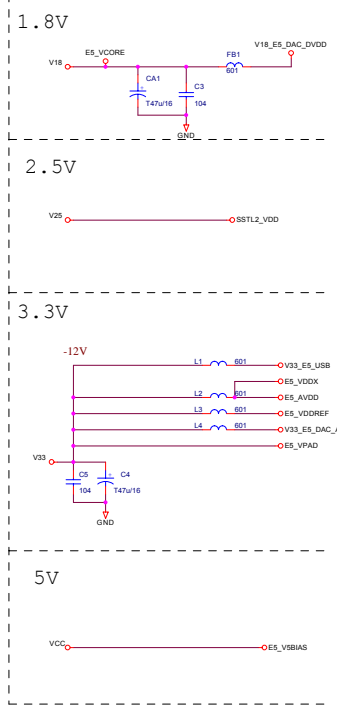 1.8V
V18
E5_VCORE
FB1
601
V18_E5_DAC_DVDD
CA1
T47u/16
C3
104
GND
2.5V
V25
SSTL2_VDD
3.3V
-12V
L1
601
V33_E5_USB
E5_VDDX
L2
601
E5_AVDD
L3
601
E5_VDDREF
L4
601
V33_E5_DAC_A
E5_VPAD
V33
C5
104
C4
T47u/16
GND
5V
VCC
E5_V5BIAS